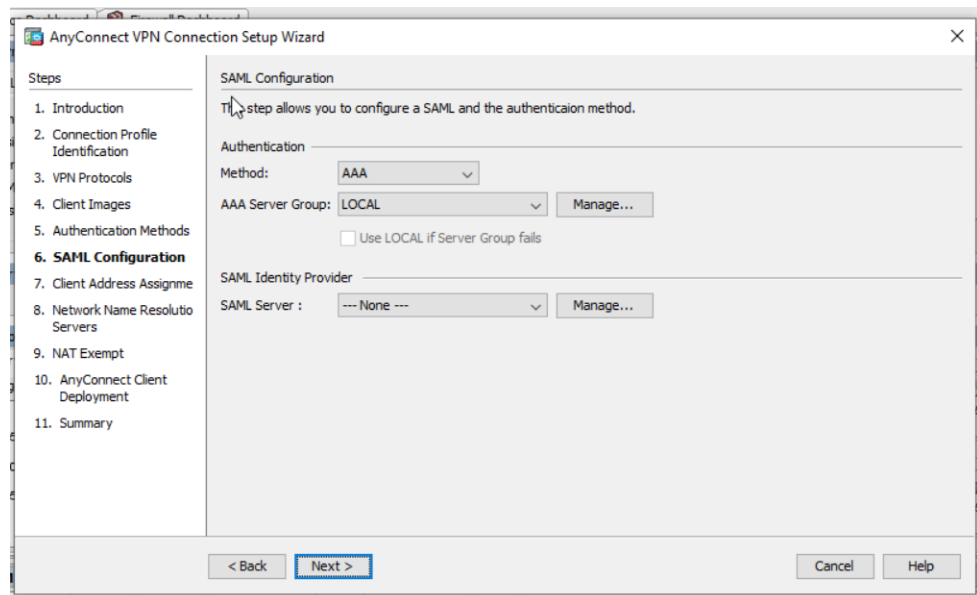 AnyConnect VPN Connection Setup Wizard
Steps
1. Introduction
2. Connection Profile
Identification
3. VPN Protocols
4. Client Images
5. Authentication Methods
6. SAML Configuration
7. Client Address Assignme
8. Network Name Resolutio
Servers
9. NAT Exempt
10. AnyConnect Client
Deployment
11. Summary
SAML Configuration
step allows you to configure a SAML and the authenticaion method.
Authentication
Method: AAA
AAA Server Group: LOCAL Manage...
Use LOCAL if Server Group fails
SAML Identity Provider
SAML Server : --- None --- Manage...
< Back Next > Cancel Help